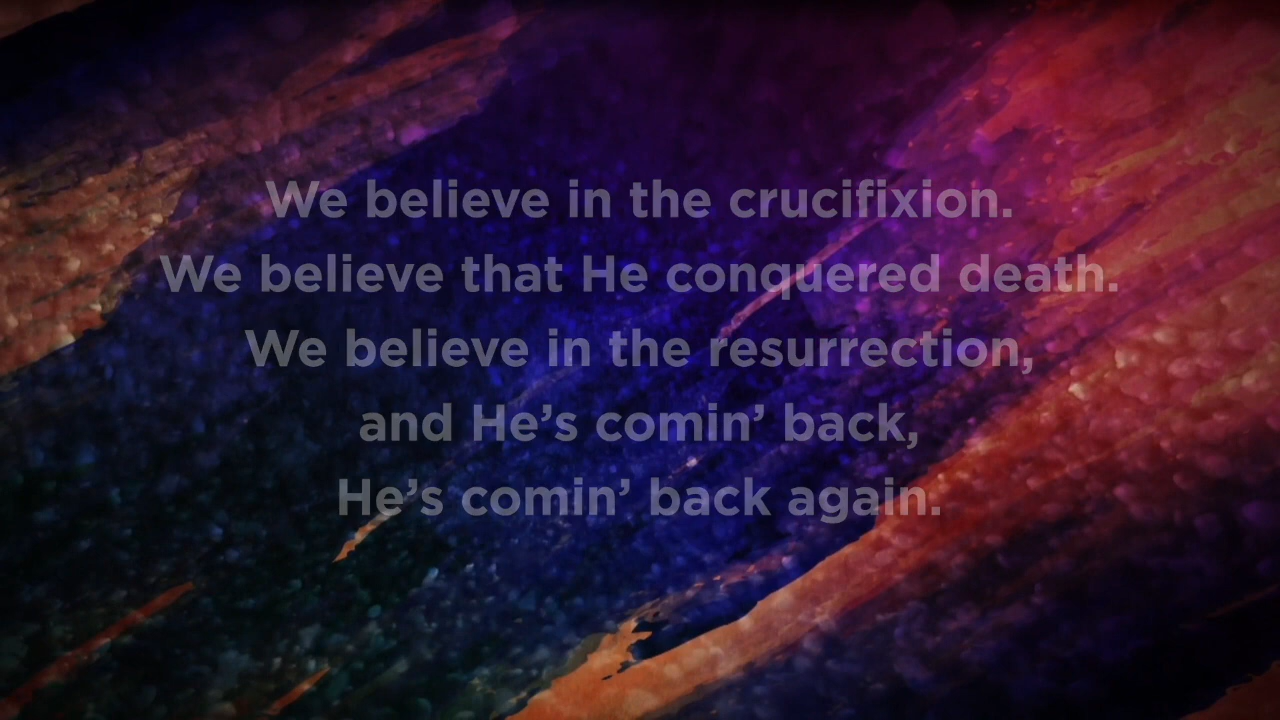 We believe in the crucifixion.
We believe that He conquered death.
We believe in the resurrection,
and He’s comin’ back,
He’s comin’ back again.